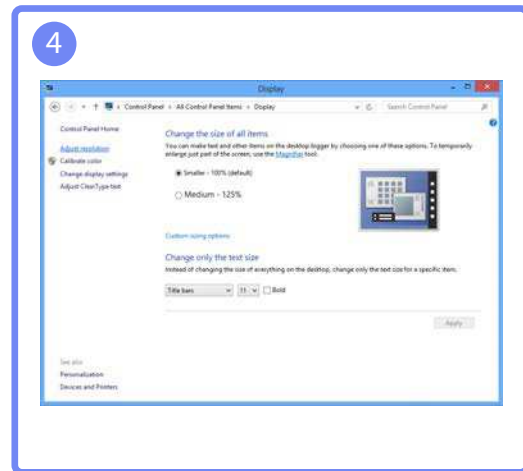 4
Display
Control Panel › All Control Panel Items › Display
Search Control Panel
Control Panel Home
Adjust resolution
Calibrate color
Change display settings
Adjust ClearType text
Change the size of all items
You can make text and other items on the desktop bigger by choosing one of these options. To temporarily
enlarge just part of the screen, use the Magnifier tool.
Smaller - 100% (default)
Medium - 125%
Custom sizing options
Change only the text size
Instead of changing the size of everything on the desktop, change only the text size for a specific item.
Title bars 11 Bold
Apply
See also
Personalization
Devices and Printers